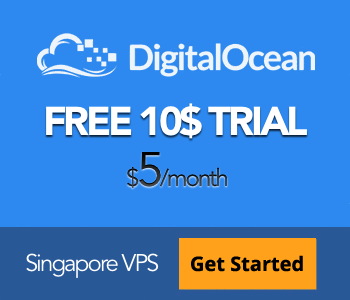 DigitalOcean
FREE 10$ TRIAL
$5/month
Singapore VPS
Get Started